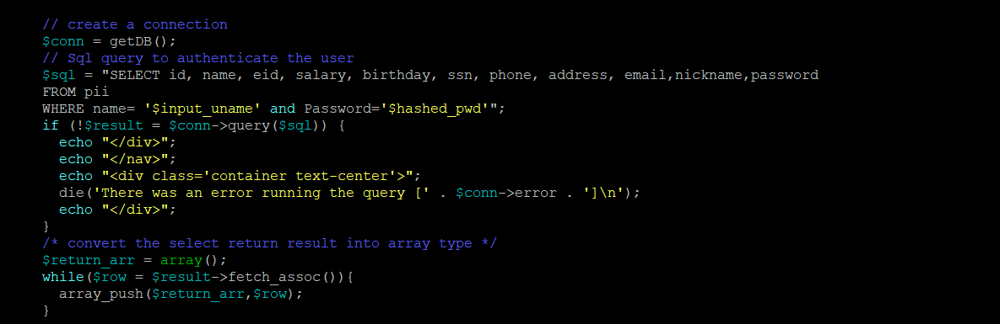 // create a connection
$conn = getDB();
// Sql query to authenticate the user
$sql = "SELECT id, name, eid, salary, birthday, ssn, phone, address, email,nickname,password
FROM pii
WHERE name= '$input_uname' and Password='$hashed_pwd'";
if (!$result = $conn->query($sql)) {
  echo "</div>";
  echo "</nav>";
  echo "<div class='container text-center'>";
  die('There was an error running the query [' . $conn->error . ']\n');
  echo "</div>";
}
/* convert the select return result into array type */
$return_arr = array();
while($row = $result->fetch_assoc()){
  array_push($return_arr,$row);
}